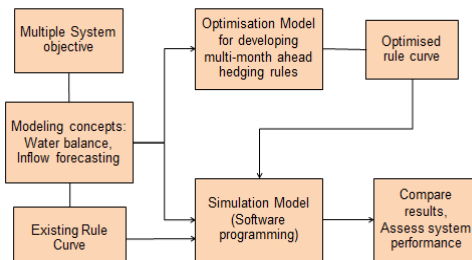 Multiple System
objective
Optimisation Model
for developing
multi-month ahead
hedging rules
Optimised
rule curve
Modeling concepts:
Water balance,
Inflow forecasting
Existing Rule
Curve
Simulation Model
(Software
programming)
Compare
results,
Assess system
performance